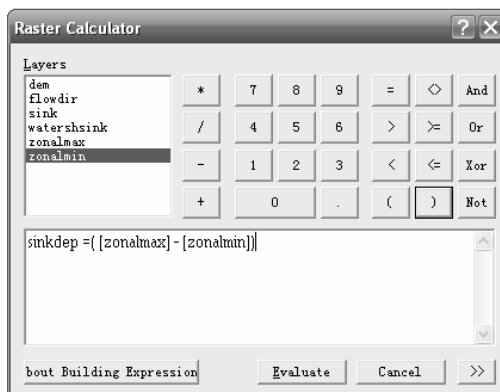 Raster Calculator
Layers
dem
flowdir
sink
watershsink
zonalmax
zonalmin
* 7 8 9 = <> And
/ 4 5 6 > >= Or
- 1 2 3 < <= Xor
+ 0 . ( ) Not
sinkdep =( [zonalmax] - [zonalmin])
bout Building Expression Evaluate Cancel >>